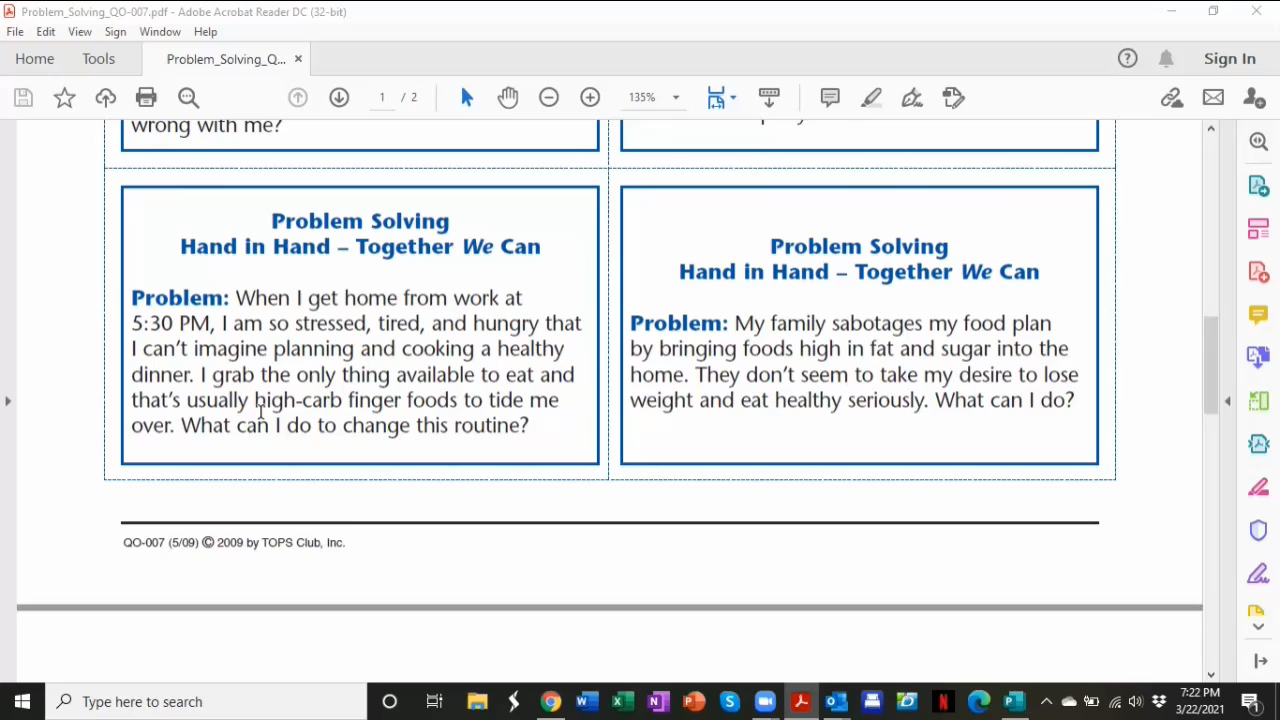 Problem_Solving_QO-007.pdf - Adobe Acrobat Reader DC (32-bit)
File Edit View Sign Window Help
Home Tools Problem_Solving_Q... × Sign In
1 / 2 135%
wrong with me?
Problem Solving
Hand in Hand – Together We Can
Problem: When I get home from work at
5:30 PM, I am so stressed, tired, and hungry that
I can't imagine planning and cooking a healthy
dinner. I grab the only thing available to eat and
that's usually high-carb finger foods to tide me
over. What can I do to change this routine?
Problem Solving
Hand in Hand – Together We Can
Problem: My family sabotages my food plan
by bringing foods high in fat and sugar into the
home. They don't seem to take my desire to lose
weight and eat healthy seriously. What can I do?
QO-007 (5/09) © 2009 by TOPS Club, Inc.
Type here to search
7:22 PM
3/22/2021